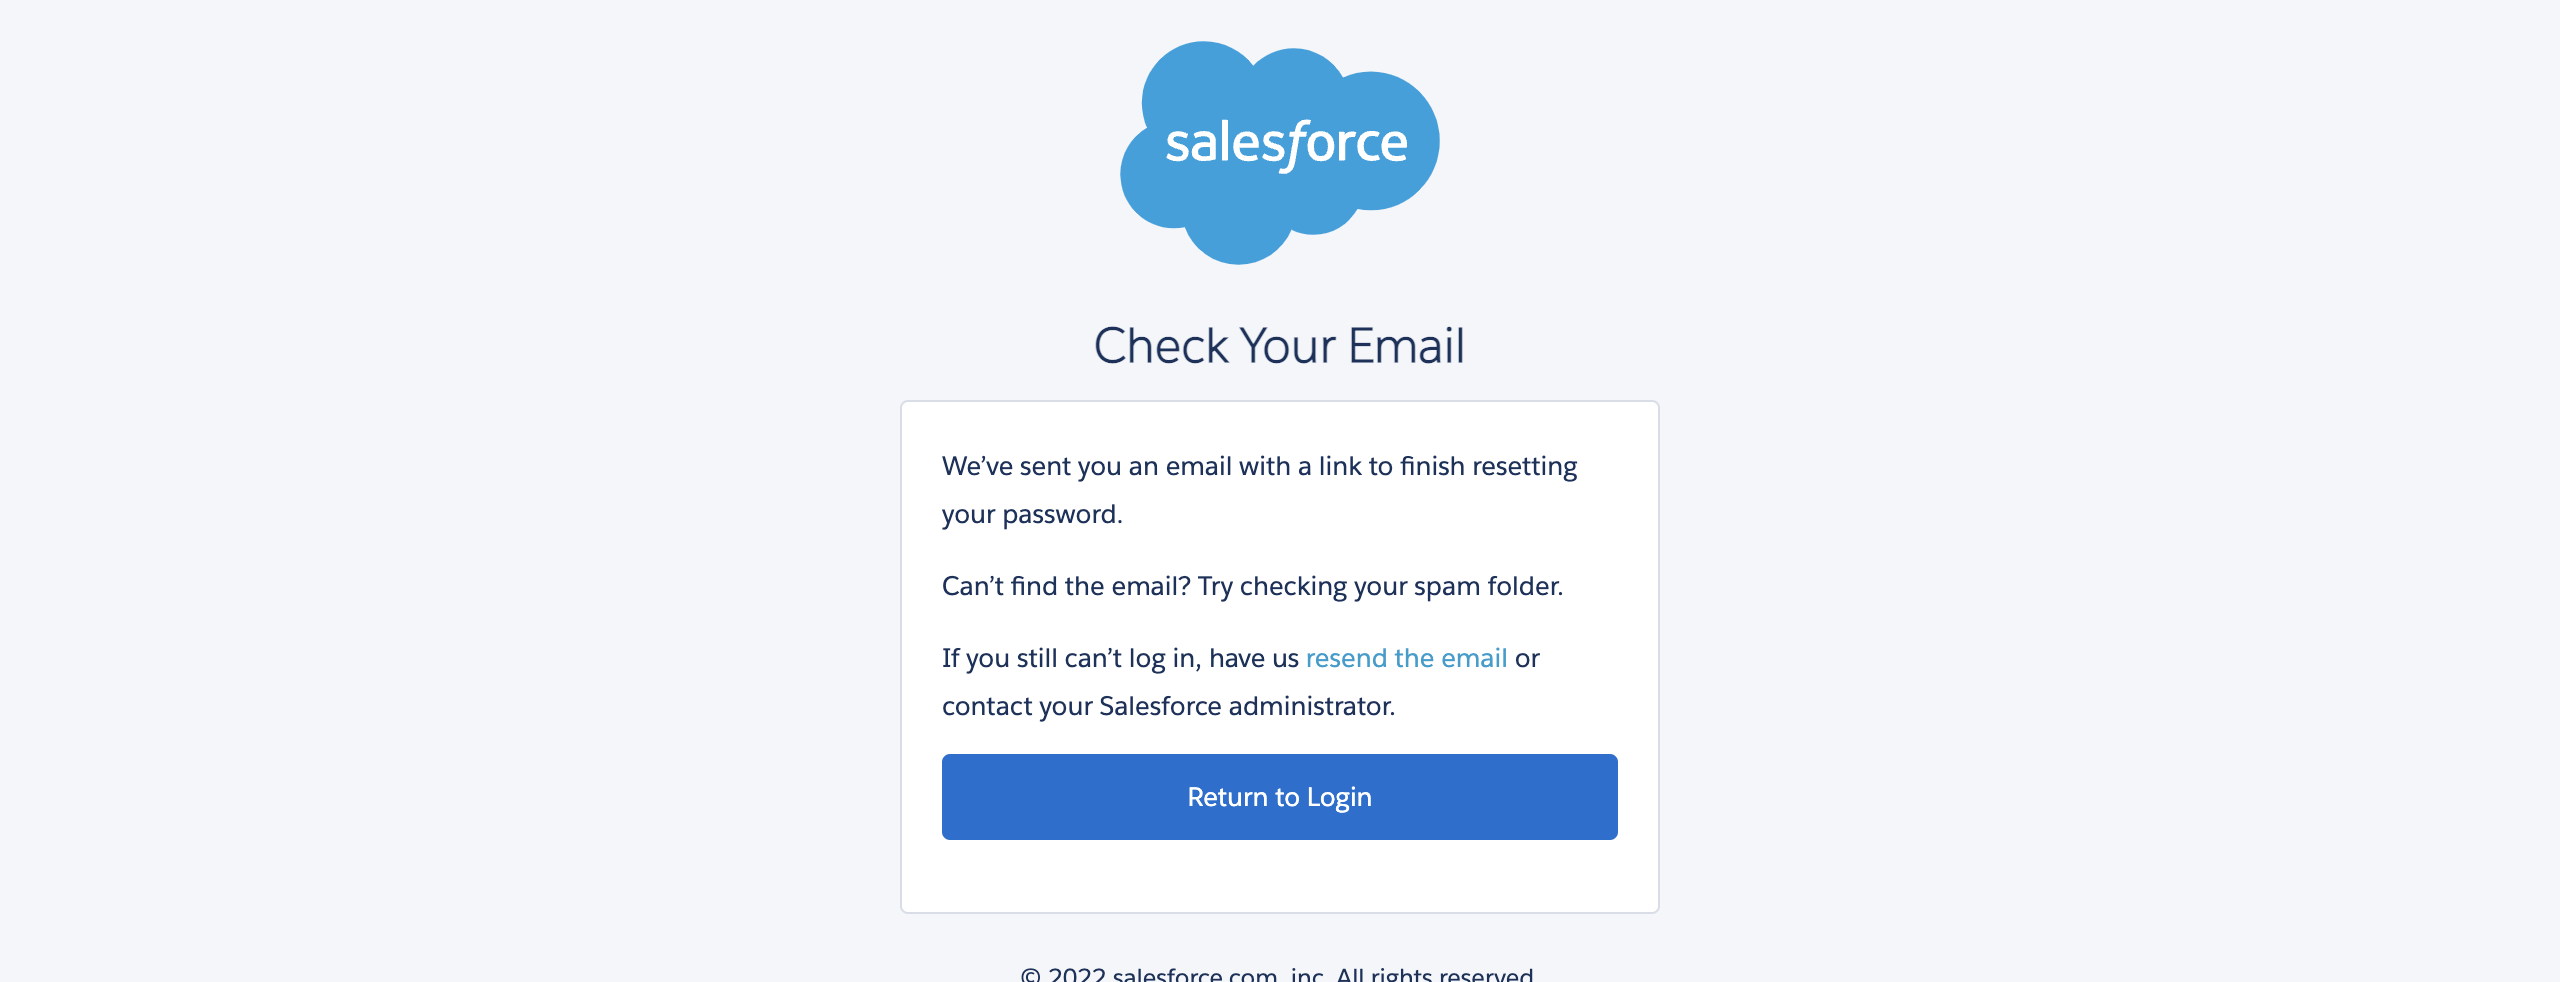 salesforce
Check Your Email
We’ve sent you an email with a link to finish resetting
your password.
Can’t find the email? Try checking your spam folder.
If you still can’t log in, have us resend the email or
contact your Salesforce administrator.
Return to Login
© 2022 salesforce.com, inc. All rights reserved.